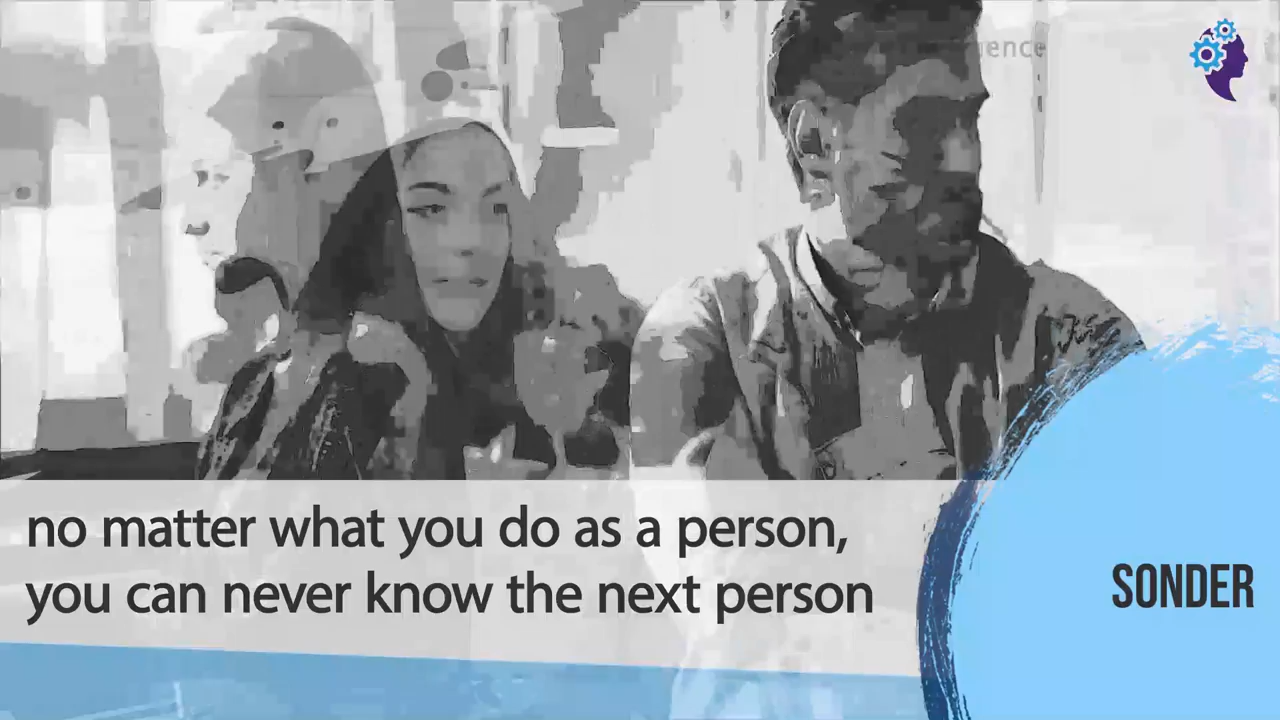 no matter what you do as a person,
you can never know the next person
SONDER